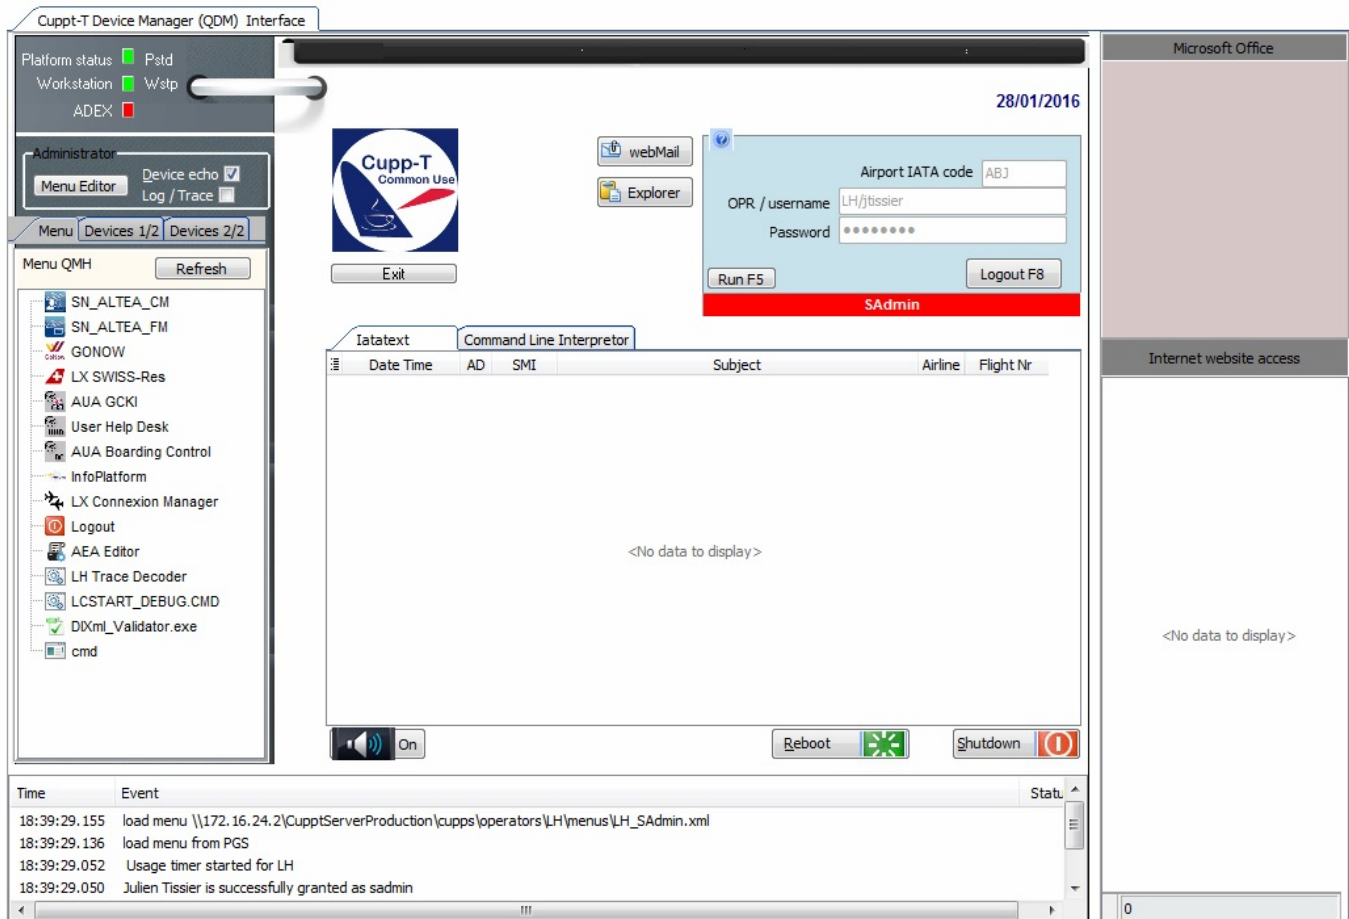 Cuppt-T Device Manager (QDM) Interface
Platform status Pstd
Workstation Wstp
ADEX
Administrator
Menu Editor
Device echo
Log / Trace
Menu Devices 1/2 Devices 2/2
Menu QMH Refresh
SN_ALTEA_CM
SN_ALTEA_FM
GONOW
LX SWISS-Res
AUA GCKI
User Help Desk
AUA Boarding Control
InfoPlatform
LX Connexion Manager
Logout
AEA Editor
LH Trace Decoder
LCSTART_DEBUG.CMD
DIXml_Validator.exe
cmd
28/01/2016
Cupp-T
Common Use
Exit
webMail
Explorer
Airport IATA code ABJ
OPR / username LH/jtissier
Password ●●●●●●●●
Run F5 Logout F8
SAdmin
Iatatext Command Line Interpretor
Date Time AD SMI Subject Airline Flight Nr
<No data to display>
On
Reboot Shutdown
Time Event Statu
18:39:29.155 load menu \\172.16.24.2\CupptServerProduction\cupps\operators\LH\menus\LH_SAdmin.xml
18:39:29.136 load menu from PGS
18:39:29.052 Usage timer started for LH
18:39:29.050 Julien Tissier is successfully granted as sadmin
Microsoft Office
Internet website access
<No data to display>
0